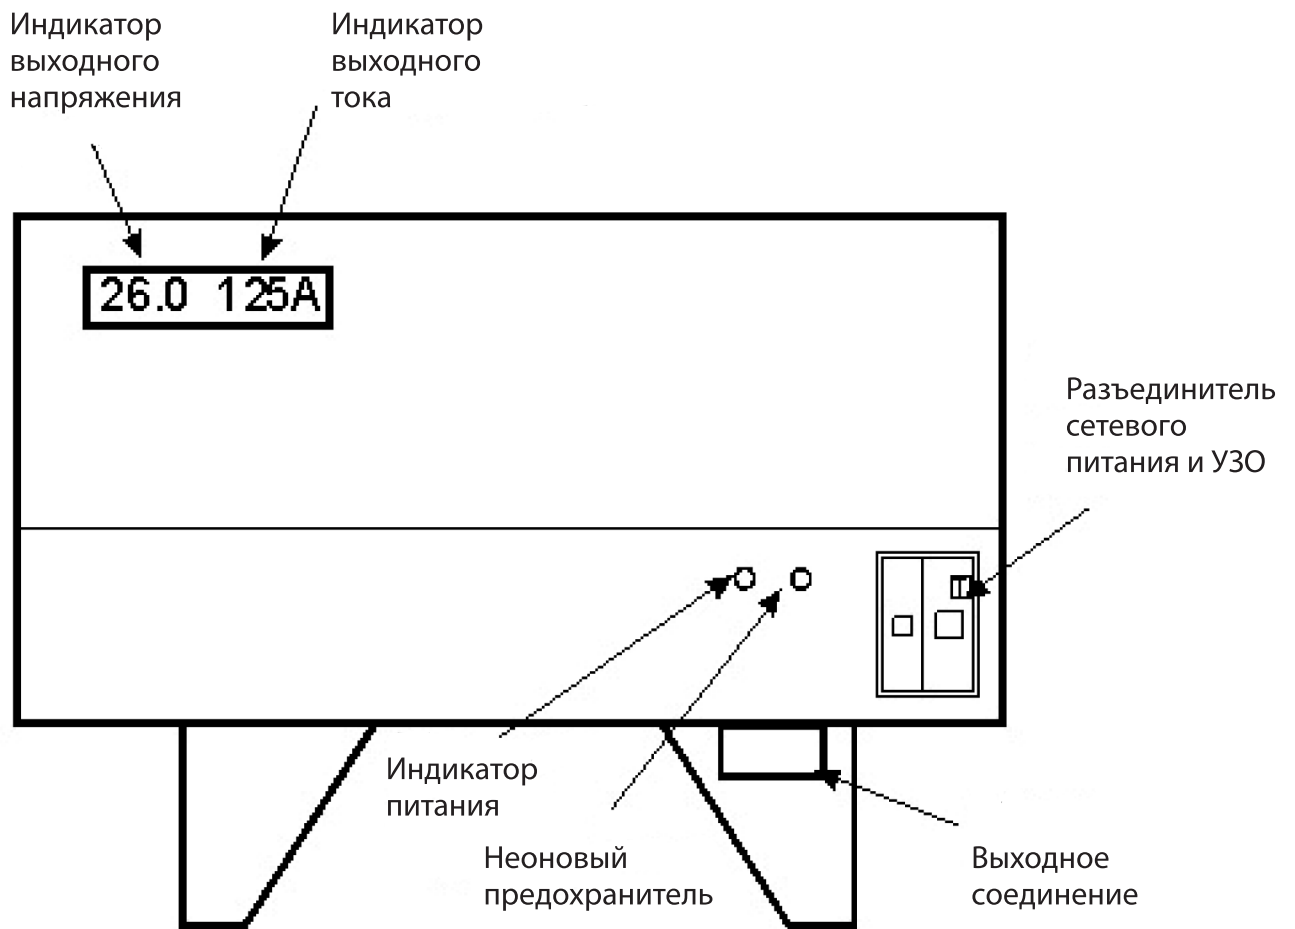 Индикатор
выходного
напряжения
Индикатор
выходного
тока
26.0 125A
Разъединитель
сетевого
питания и УЗО
Индикатор
питания
Неоновый
предохранитель
Выходное
соединение